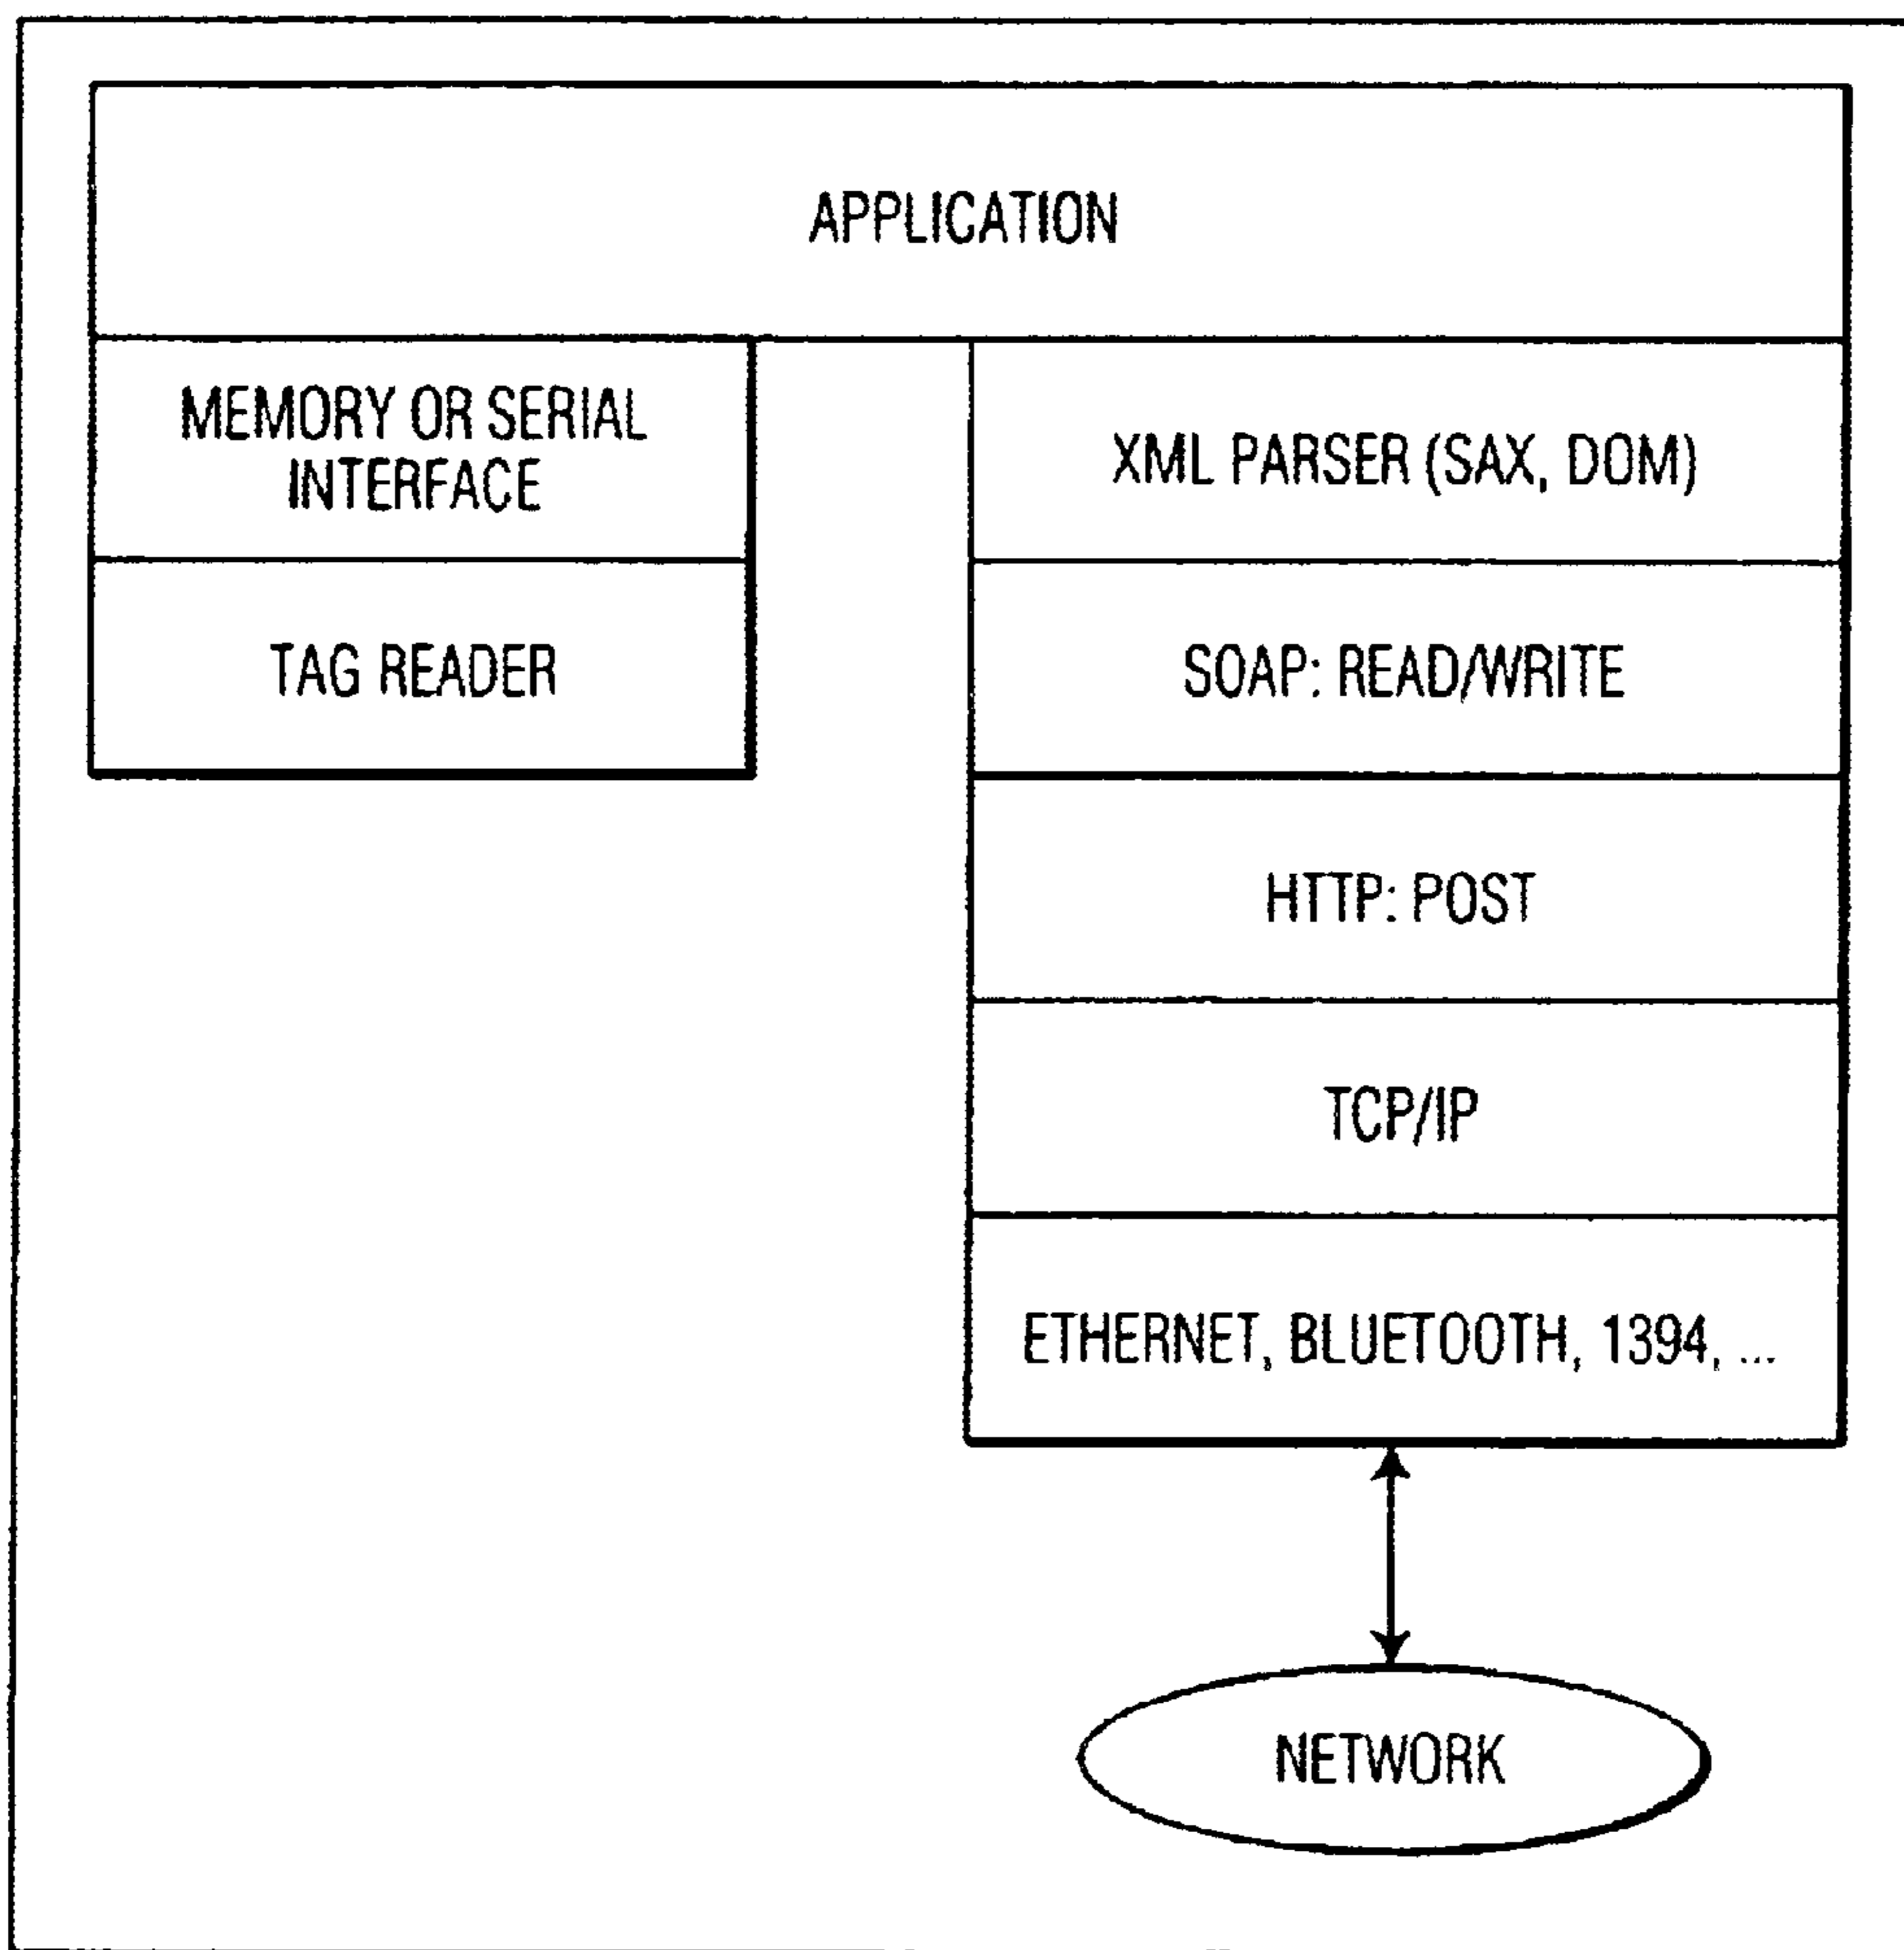 APPLICATION
MEMORY OR SERIAL
INTERFACE
TAG READER
XML PARSER (SAX, DOM)
SOAP: READ/WRITE
HTTP: POST
TCP/IP
ETHERNET, BLUETOOTH, 1394, ...
NETWORK